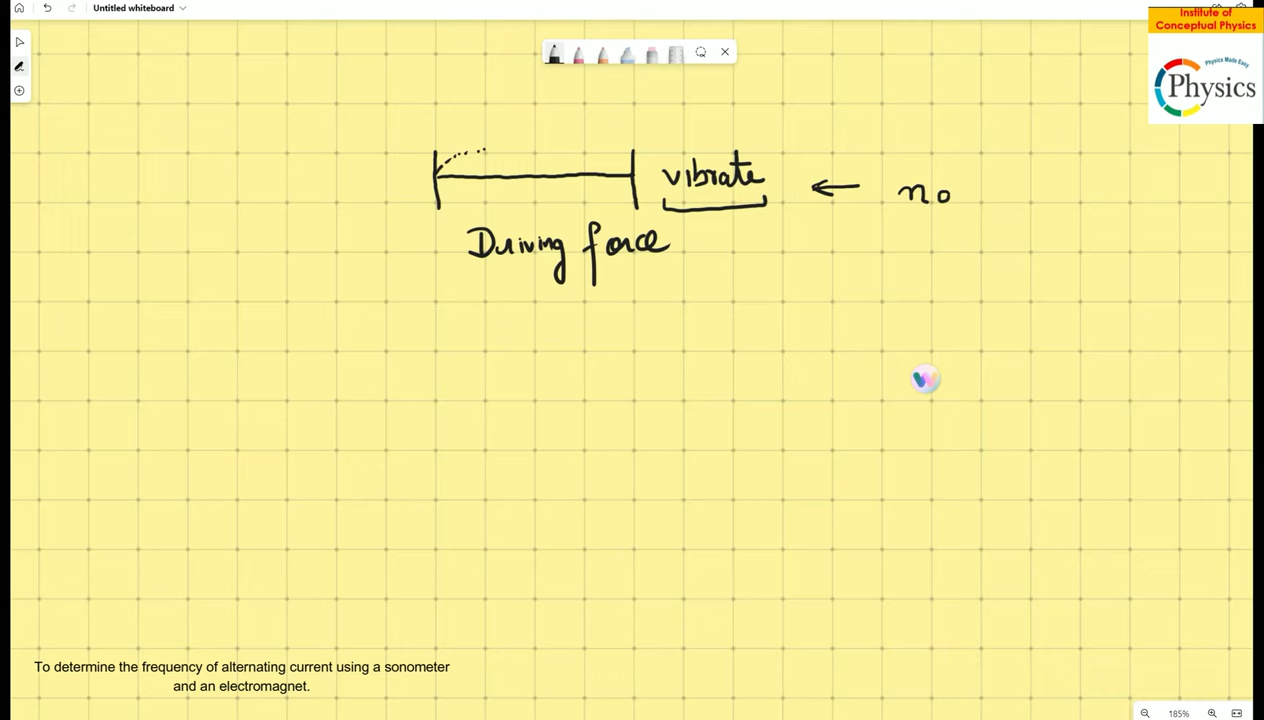 Untitled whiteboard
Institute of
Conceptual Physics
Physics Made Easy
Physics
vibrate ← no
Driving force
To determine the frequency of alternating current using a sonometer
and an electromagnet.
185%